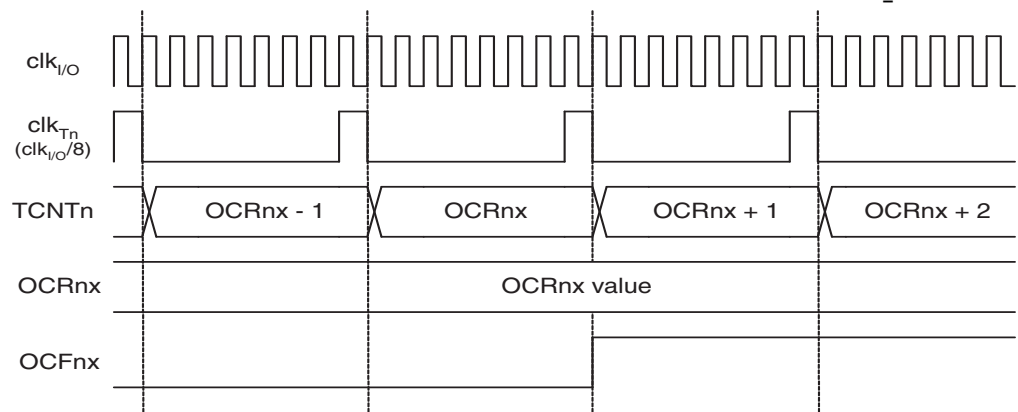 clkI/O
clkTn
(clkI/O/8)
TCNTn OCRnx - 1 OCRnx OCRnx + 1 OCRnx + 2
OCRnx OCRnx value
OCFnx